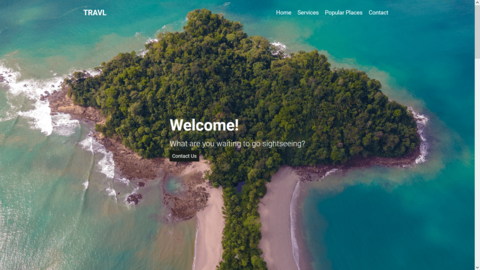 TRAVL
Home Services Popular Places Contact
Welcome!
What are you waiting to go sightseeing?
Contact Us